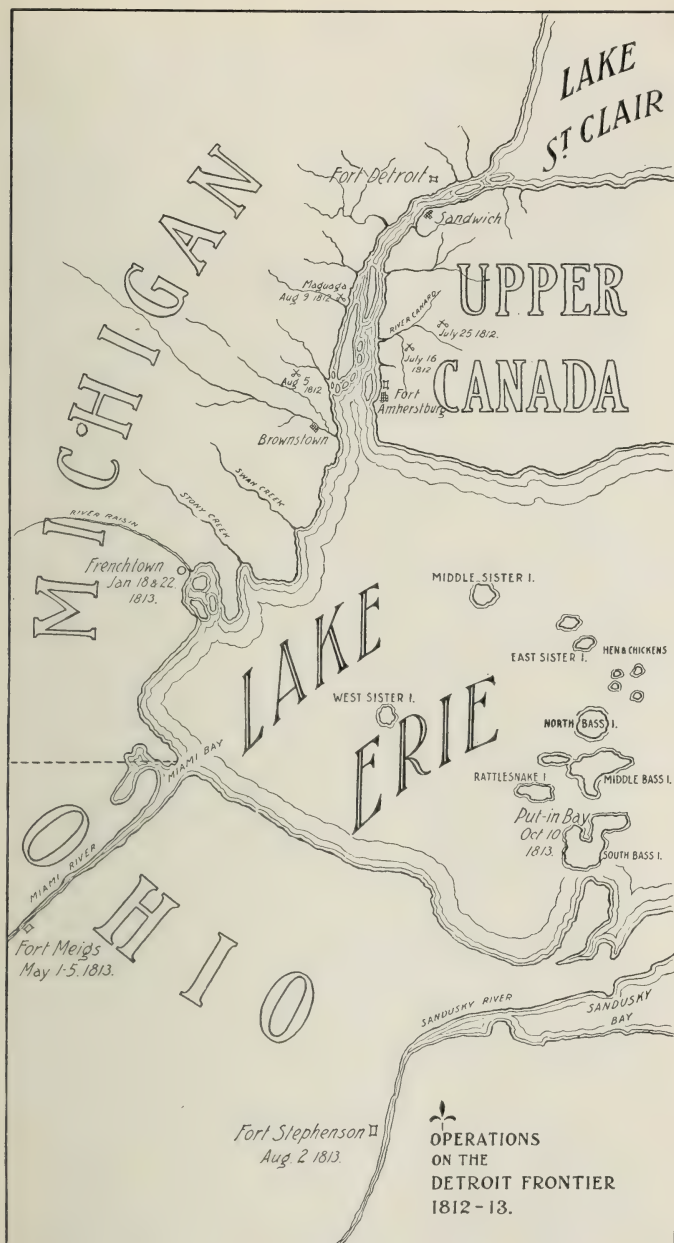 LAKE
ST CLAIR
Fort Detroit
Sandwich
MICHIGAN
UPPER
CANADA
Maguaga
Aug 9 1812
RIVER CANARD
July 25 1812.
July 16
1812
Aug 5
1812
Fort
Amherstburg
Brownstown
SWAN CREEK
STONY CREEK
RIVER RAISIN
Frenchtown
Jan 18 & 22
1813.
MIDDLE SISTER I.
EAST SISTER I.
HEN & CHICKENS
LAKE
ERIE
WEST SISTER I.
NORTH BASS I.
MIAMI BAY
RATTLESNAKE I
MIDDLE BASS I.
Put-in Bay
Oct 10
1813.
SOUTH BASS I.
OHIO
MIAMI RIVER
Fort Meigs
May 1-5. 1813.
SANDUSKY RIVER
SANDUSKY
BAY
Fort Stephenson
Aug. 2 1813.
OPERATIONS
ON THE
DETROIT FRONTIER
1812-13.